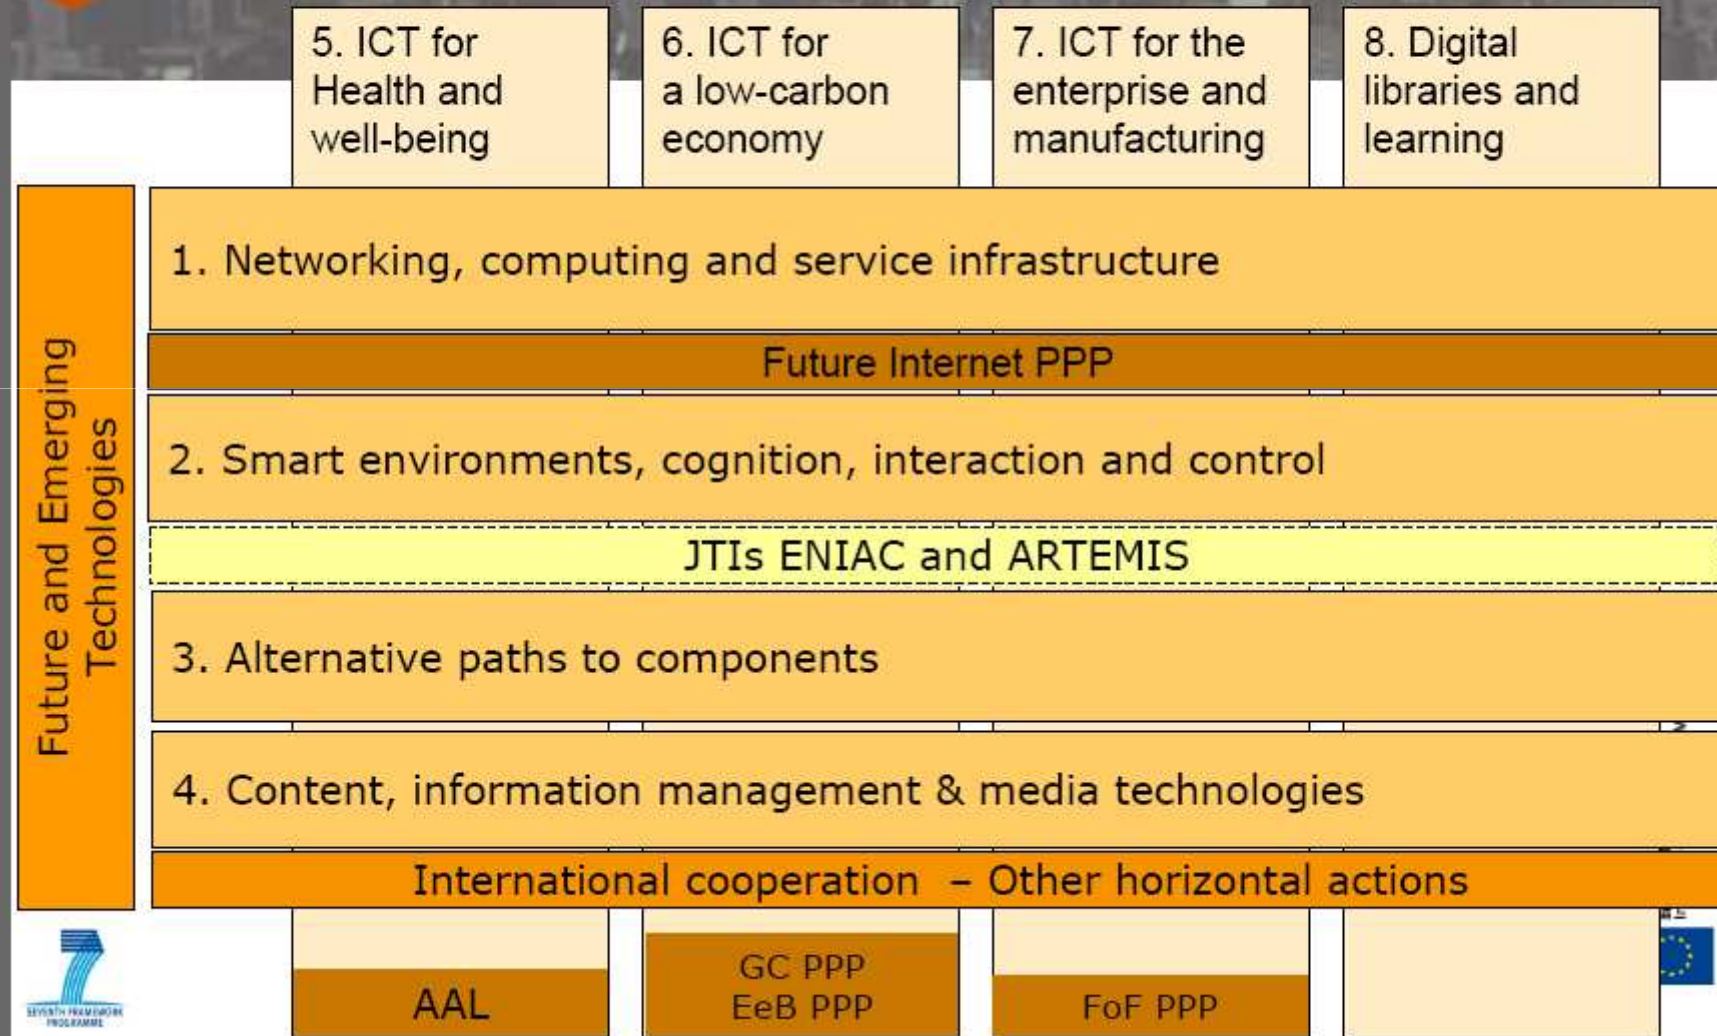 5. ICT for
Health and
well-being
6. ICT for
a low-carbon
economy
7. ICT for the
enterprise and
manufacturing
8. Digital
libraries and
learning
Future and Emerging
Technologies
1. Networking, computing and service infrastructure
Future Internet PPP
2. Smart environments, cognition, interaction and control
JTIs ENIAC and ARTEMIS
3. Alternative paths to components
4. Content, information management & media technologies
International cooperation – Other horizontal actions
AAL
GC PPP
EeB PPP
FoF PPP
SEVENTH FRAMEWORK
PROGRAMME